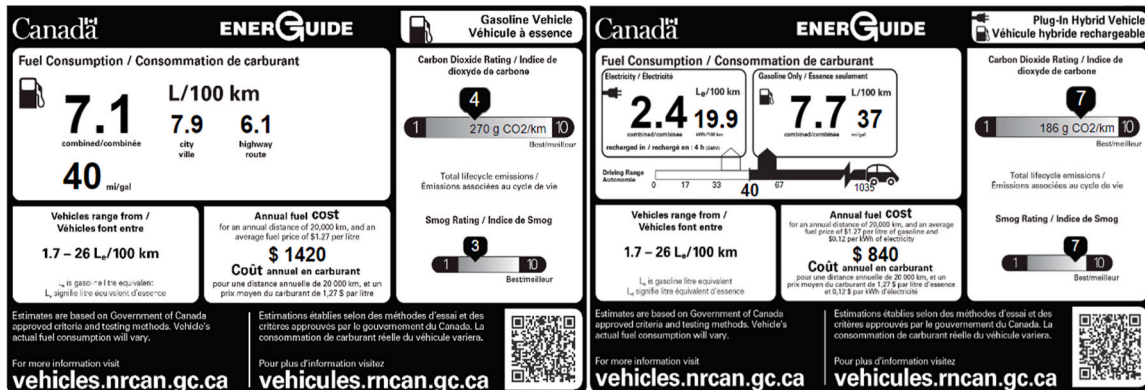 Canada
ENERGUIDE
Gasoline Vehicle
Véhicule à essence
Fuel Consumption / Consommation de carburant
7.1
combined/combinée
L/100 km
7.9
city
ville
6.1
highway
route
40 mi/gal
Carbon Dioxide Rating / Indice de
dioxyde de carbone
4
1
270 g CO2/km
10
Best/meilleur
Total lifecycle emissions /
Émissions associées au cycle de vie
Vehicles range from /
Véhicules font entre
1.7 – 26 Lₑ/100 km
Lₑ is gasoline litre equivalent
Lₑ signifie litre équivalent d'essence
Annual fuel COST
for an annual distance of 20,000 km, and an
average fuel price of $1.27 per litre
$ 1420
Coût annuel en carburant
pour une distance annuelle de 20 000 km, et un
prix moyen du carburant de 1,27 $ par litre
Smog Rating / Indice de Smog
3
1
10
Best/meilleur
Estimates are based on Government of Canada
approved criteria and testing methods. Vehicle's
actual fuel consumption will vary.
For more information visit
vehicles.nrcan.gc.ca
Estimations établies selon des méthodes d'essai et des
critères approuvés par le gouvernement du Canada. La
consommation de carburant réelle du véhicule variera.
Pour plus d'information visitez
vehicules.rncan.gc.ca
Canada
ENERGUIDE
Plug-In Hybrid Vehicle
Véhicule hybride rechargeable
Fuel Consumption / Consommation de carburant
Electricity / Électricité
2.4
combined/combinée
Lₑ/100 km
19.9
kWh/100 km
recharged in / rechargé en : 4 h (240V)
Gasoline Only / Essence seulement
7.7
combined/combinée
L/100 km
37
mi/gal
Driving Range
Autonomie
0
17
33
40
67
1035
Carbon Dioxide Rating / Indice de
dioxyde de carbone
7
1
186 g CO2/km
10
Best/meilleur
Total lifecycle emissions /
Émissions associées au cycle de vie
Vehicles range from /
Véhicules font entre
1.7 – 26 Lₑ/100 km
Lₑ is gasoline litre equivalent
Lₑ signifie litre équivalent d'essence
Annual fuel COST
for an annual distance of 20,000 km, and an average
fuel price of $1.27 per litre of gasoline and
$0.12 per kWh of electricity
$ 840
Coût annuel en carburant
pour une distance annuelle de 20 000 km, et un
prix moyen du carburant de 1,27 $ par litre d'essence
et 0,12 $ par kWh d'électricité
Smog Rating / Indice de Smog
7
1
10
Best/meilleur
Estimates are based on Government of Canada
approved criteria and testing methods. Vehicle's
actual fuel consumption will vary.
For more information visit
vehicles.nrcan.gc.ca
Estimations établies selon des méthodes d'essai et des
critères approuvés par le gouvernement du Canada. La
consommation de carburant réelle du véhicule variera.
Pour plus d'information visitez
vehicules.rncan.gc.ca